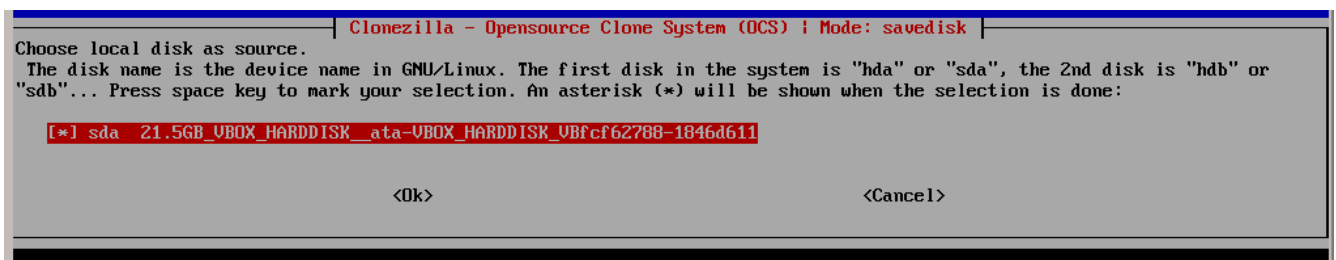 Clonezilla - Opensource Clone System (OCS) | Mode: savedisk
Choose local disk as source.
The disk name is the device name in GNU/Linux. The first disk in the system is "hda" or "sda", the 2nd disk is "hdb" or
"sdb"... Press space key to mark your selection. An asterisk (*) will be shown when the selection is done:
[*] sda 21.5GB_VBOX_HARDDISK__ata-VBOX_HARDDISK_VBfcf62788-1846d611
<Ok> <Cancel>